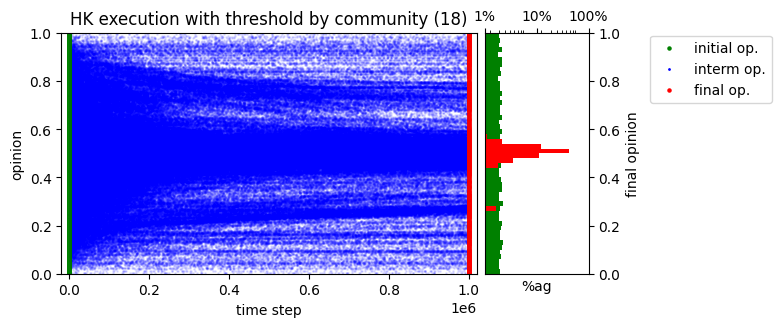 HK execution with threshold by community (18)
1% 10% 100%
initial op.
interm op.
final op.
opinion
1.0
0.8
0.6
0.4
0.2
0.0
1.0
0.8
0.6
0.4
0.2
0.0
final opinion
0.0 0.2 0.4 0.6 0.8 1.0
1e6
time step
%ag